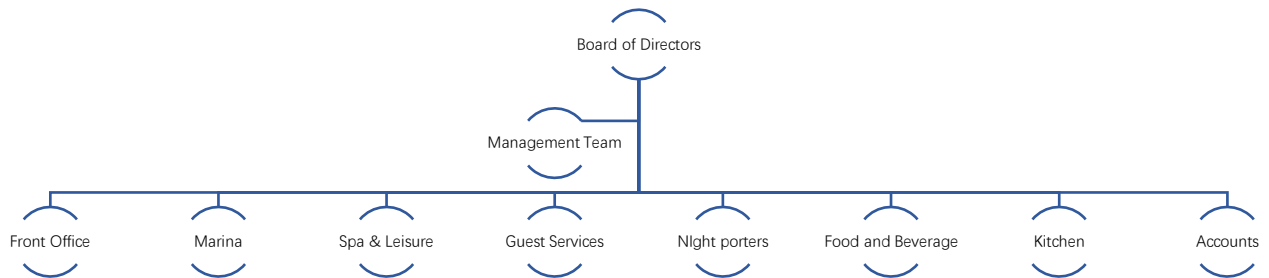 Board of Directors
Management Team
Front Office
Marina
Spa & Leisure
Guest Services
NIght porters
Food and Beverage
Kitchen
Accounts